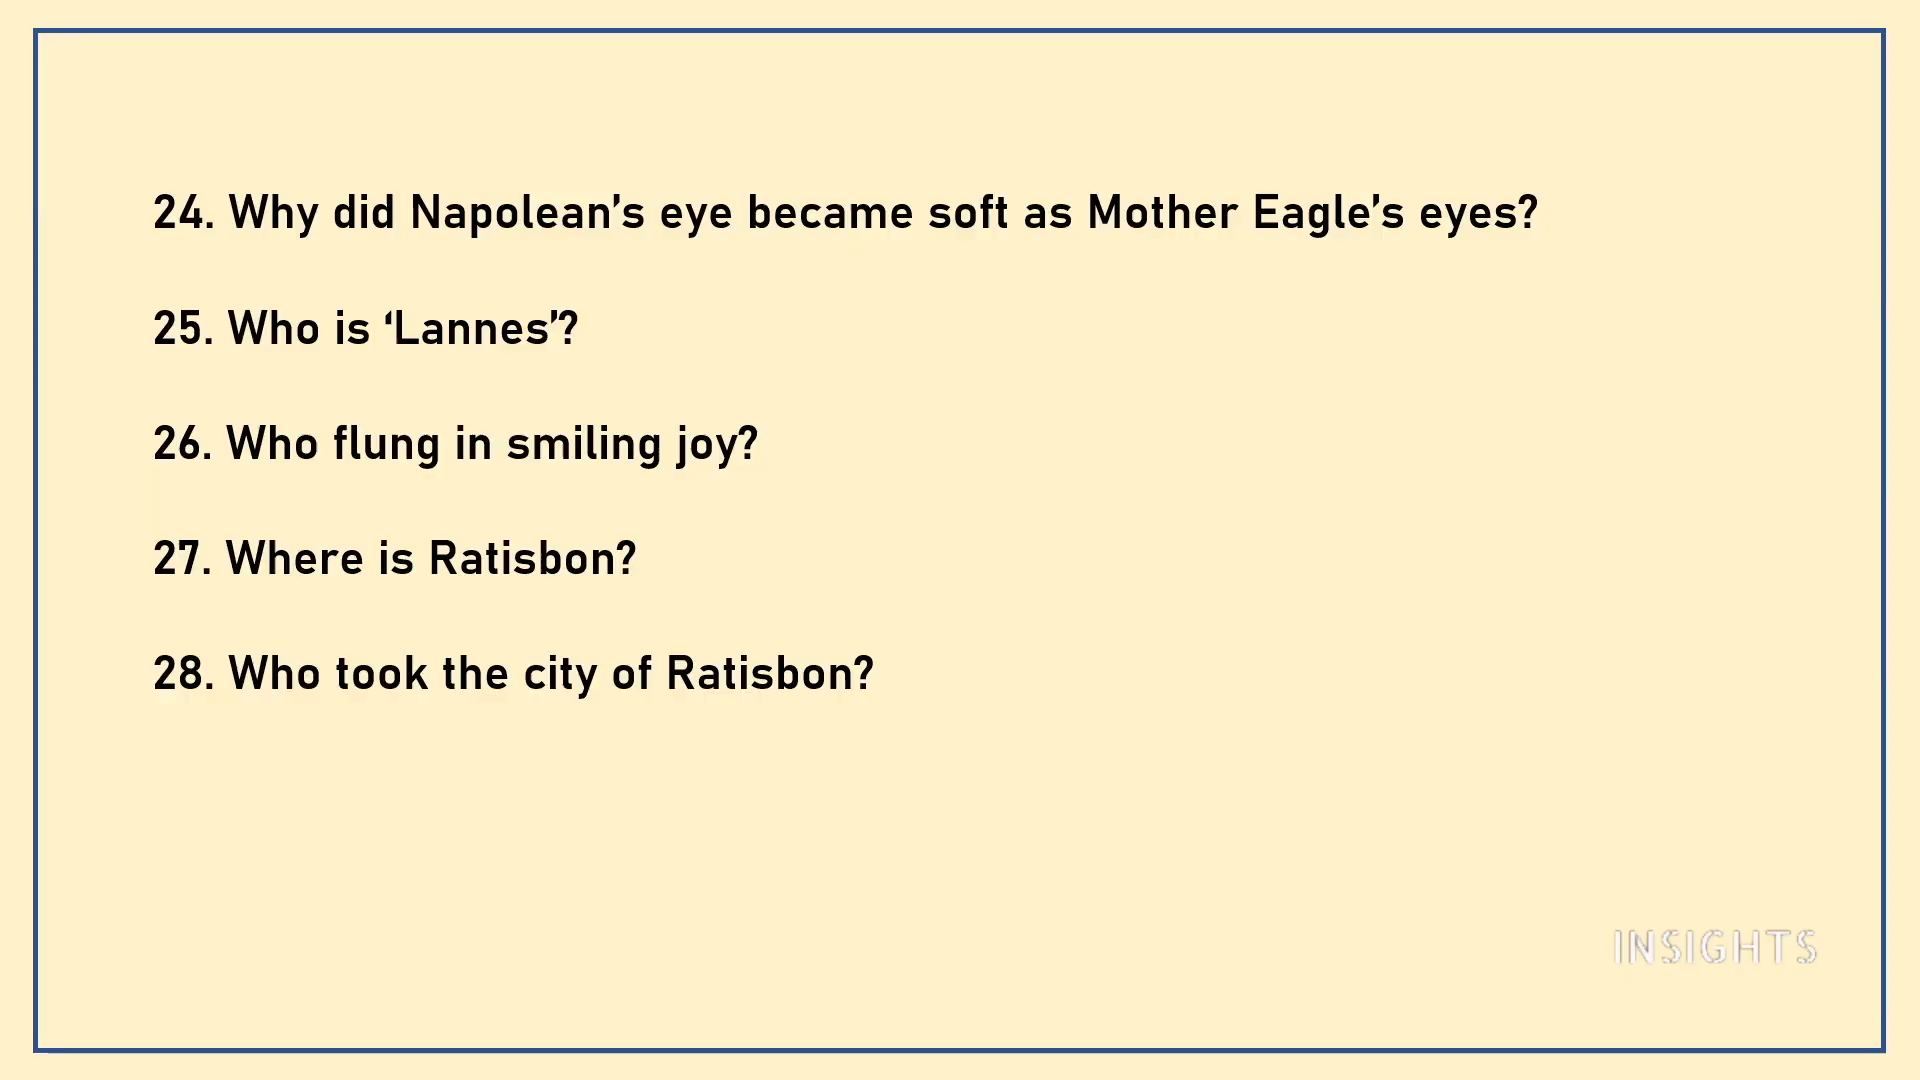 24. Why did Napolean’s eye became soft as Mother Eagle’s eyes?
25. Who is ‘Lannes’?
26. Who flung in smiling joy?
27. Where is Ratisbon?
28. Who took the city of Ratisbon?
INSIGHTS